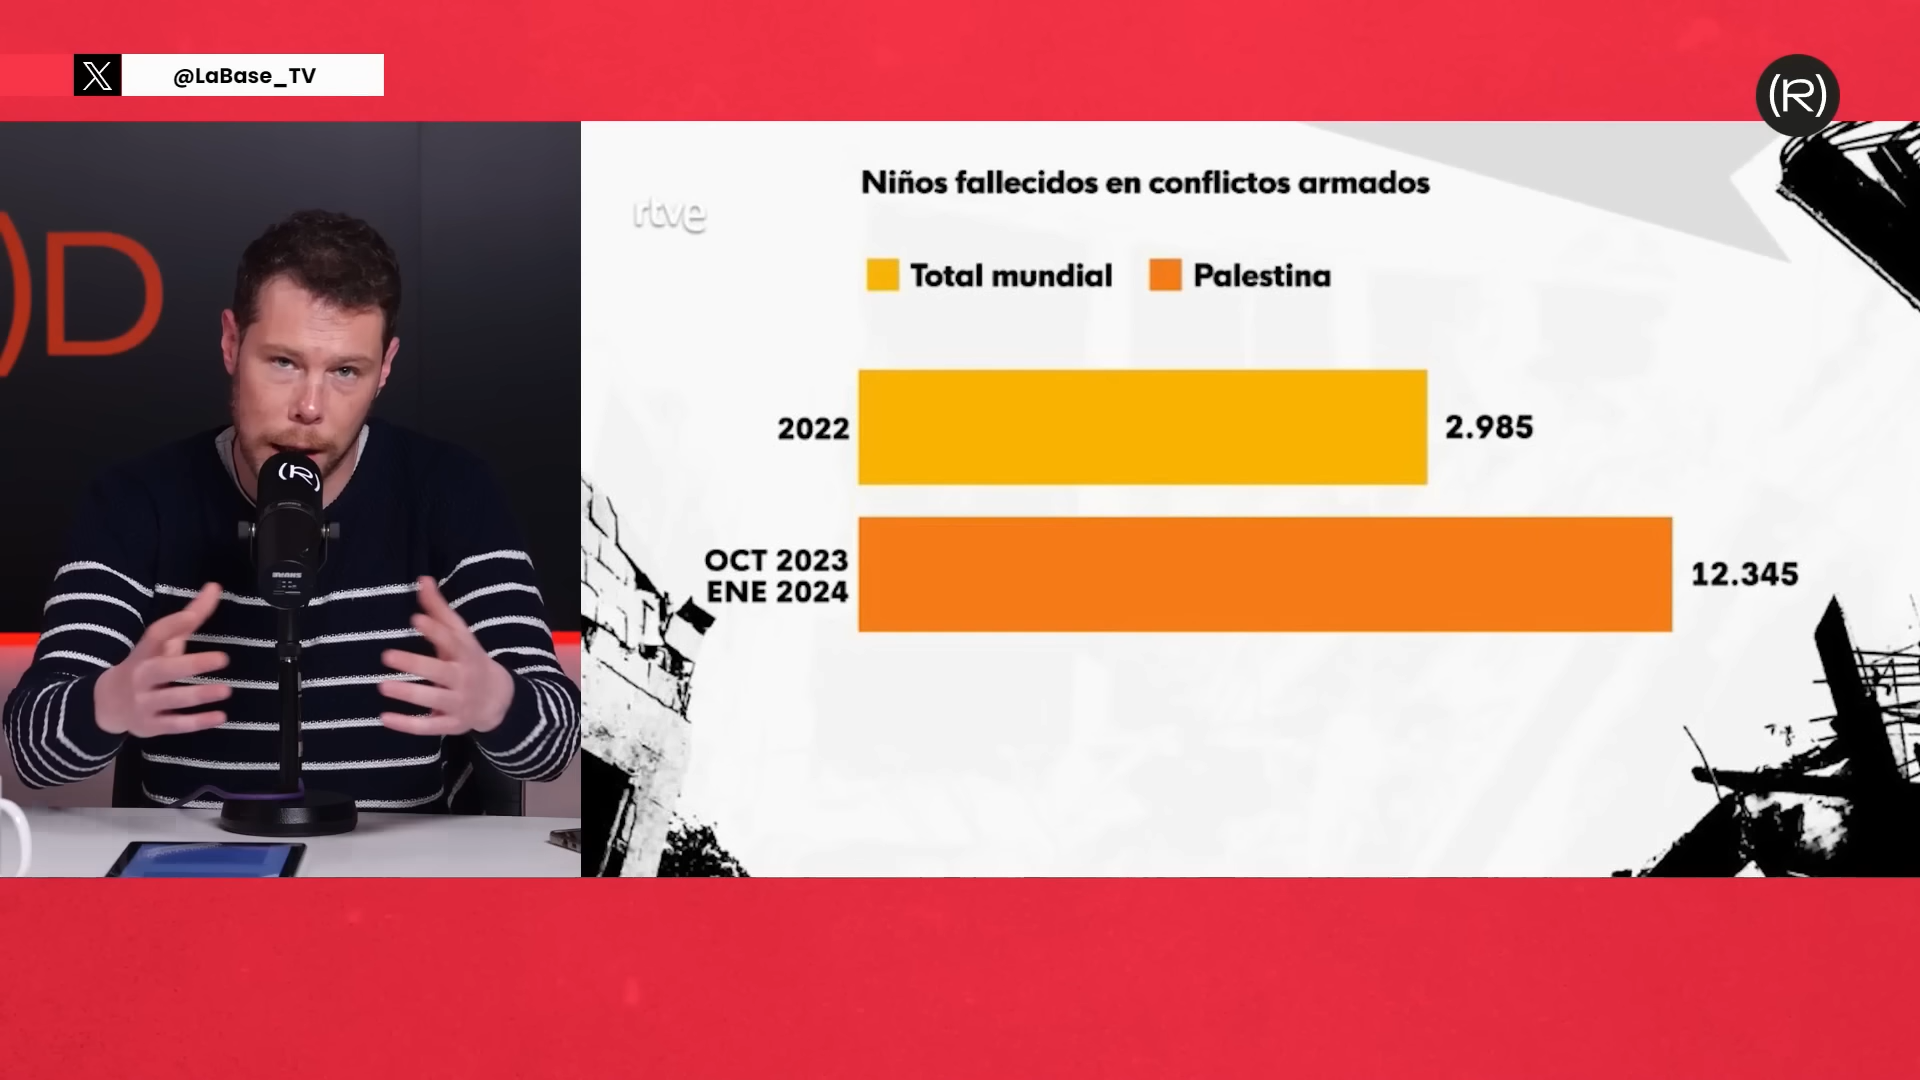 @LaBase_TV
(R)
)D
(R)
rtve
Niños fallecidos en conflictos armados
Total mundial
Palestina
2022
2.985
OCT 2023
ENE 2024
12.345